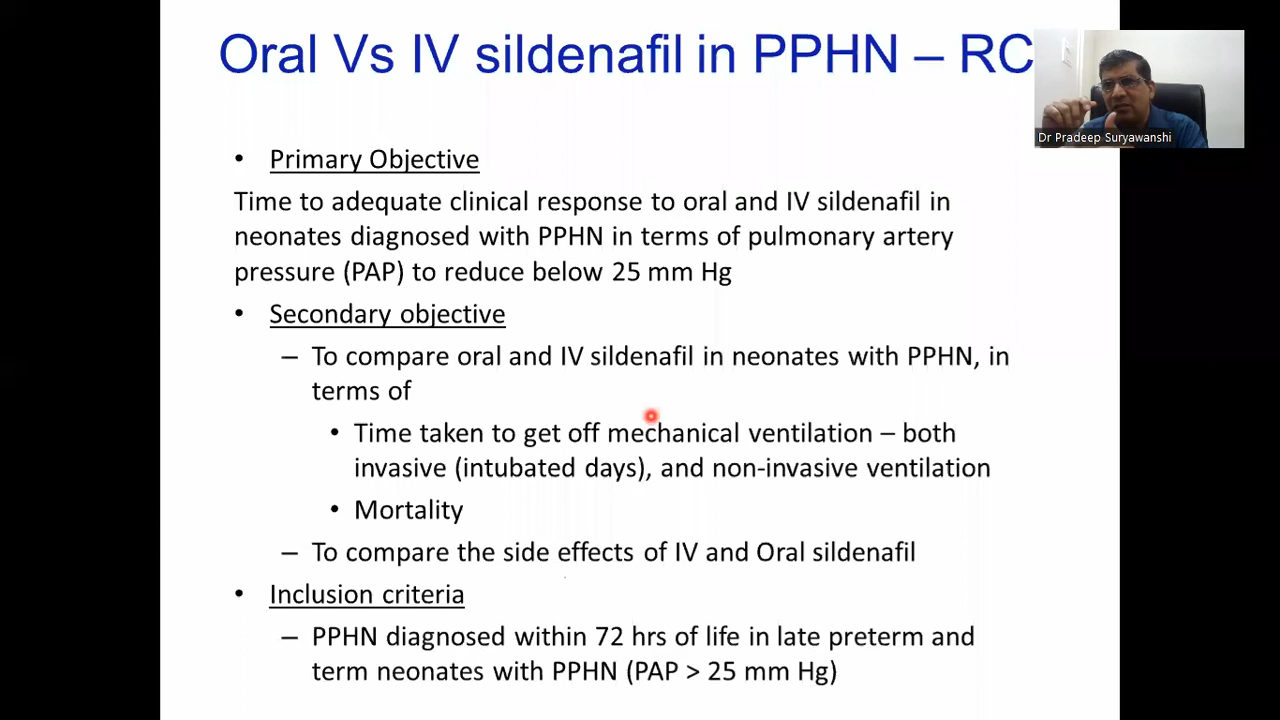 Oral Vs IV sildenafil in PPHN – RC
Dr Pradeep Suryawanshi
• Primary Objective
Time to adequate clinical response to oral and IV sildenafil in
neonates diagnosed with PPHN in terms of pulmonary artery
pressure (PAP) to reduce below 25 mm Hg
• Secondary objective
– To compare oral and IV sildenafil in neonates with PPHN, in
terms of
• Time taken to get off mechanical ventilation – both
invasive (intubated days), and non-invasive ventilation
• Mortality
– To compare the side effects of IV and Oral sildenafil
• Inclusion criteria
– PPHN diagnosed within 72 hrs of life in late preterm and
term neonates with PPHN (PAP > 25 mm Hg)